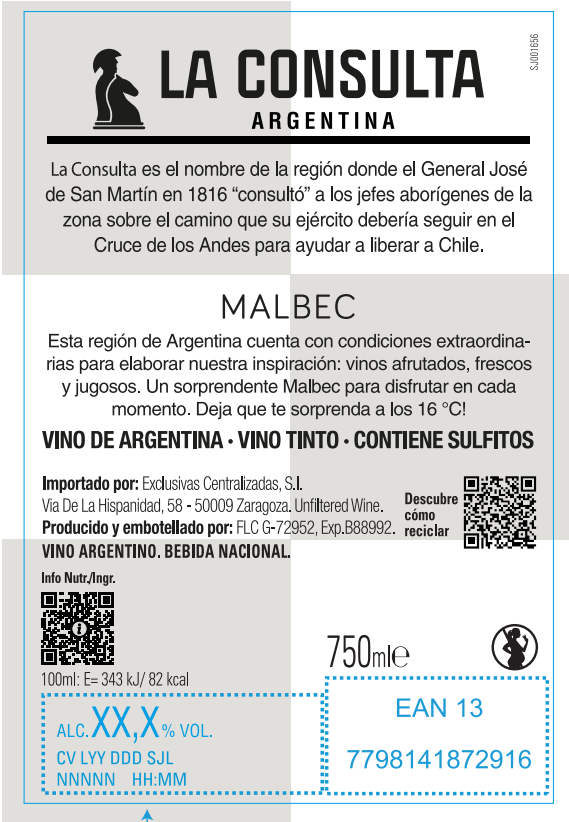 SJ001656
LA CONSULTA
ARGENTINA
La Consulta es el nombre de la región donde el General José
de San Martín en 1816 “consultó” a los jefes aborígenes de la
zona sobre el camino que su ejército debería seguir en el
Cruce de los Andes para ayudar a liberar a Chile.
MALBEC
Esta región de Argentina cuenta con condiciones extraordina-
rias para elaborar nuestra inspiración: vinos afrutados, frescos
y jugosos. Un sorprendente Malbec para disfrutar en cada
momento. Deja que te sorprenda a los 16 °C!
VINO DE ARGENTINA · VINO TINTO · CONTIENE SULFITOS
Importado por: Exclusivas Centralizadas, S.l.
Via De La Hispanidad, 58 - 50009 Zaragoza. Unfiltered Wine.
Producido y embotellado por: FLC G-72952, Exp.B88992.
VINO ARGENTINO. BEBIDA NACIONAL.
Descubre
cómo
reciclar
Info Nutr./Ingr.
i
100ml: E= 343 kJ/ 82 kcal
750ml℮
ALC. XX,X % VOL.
CV LYY DDD SJL
NNNNN HH:MM
EAN 13
7798141872916